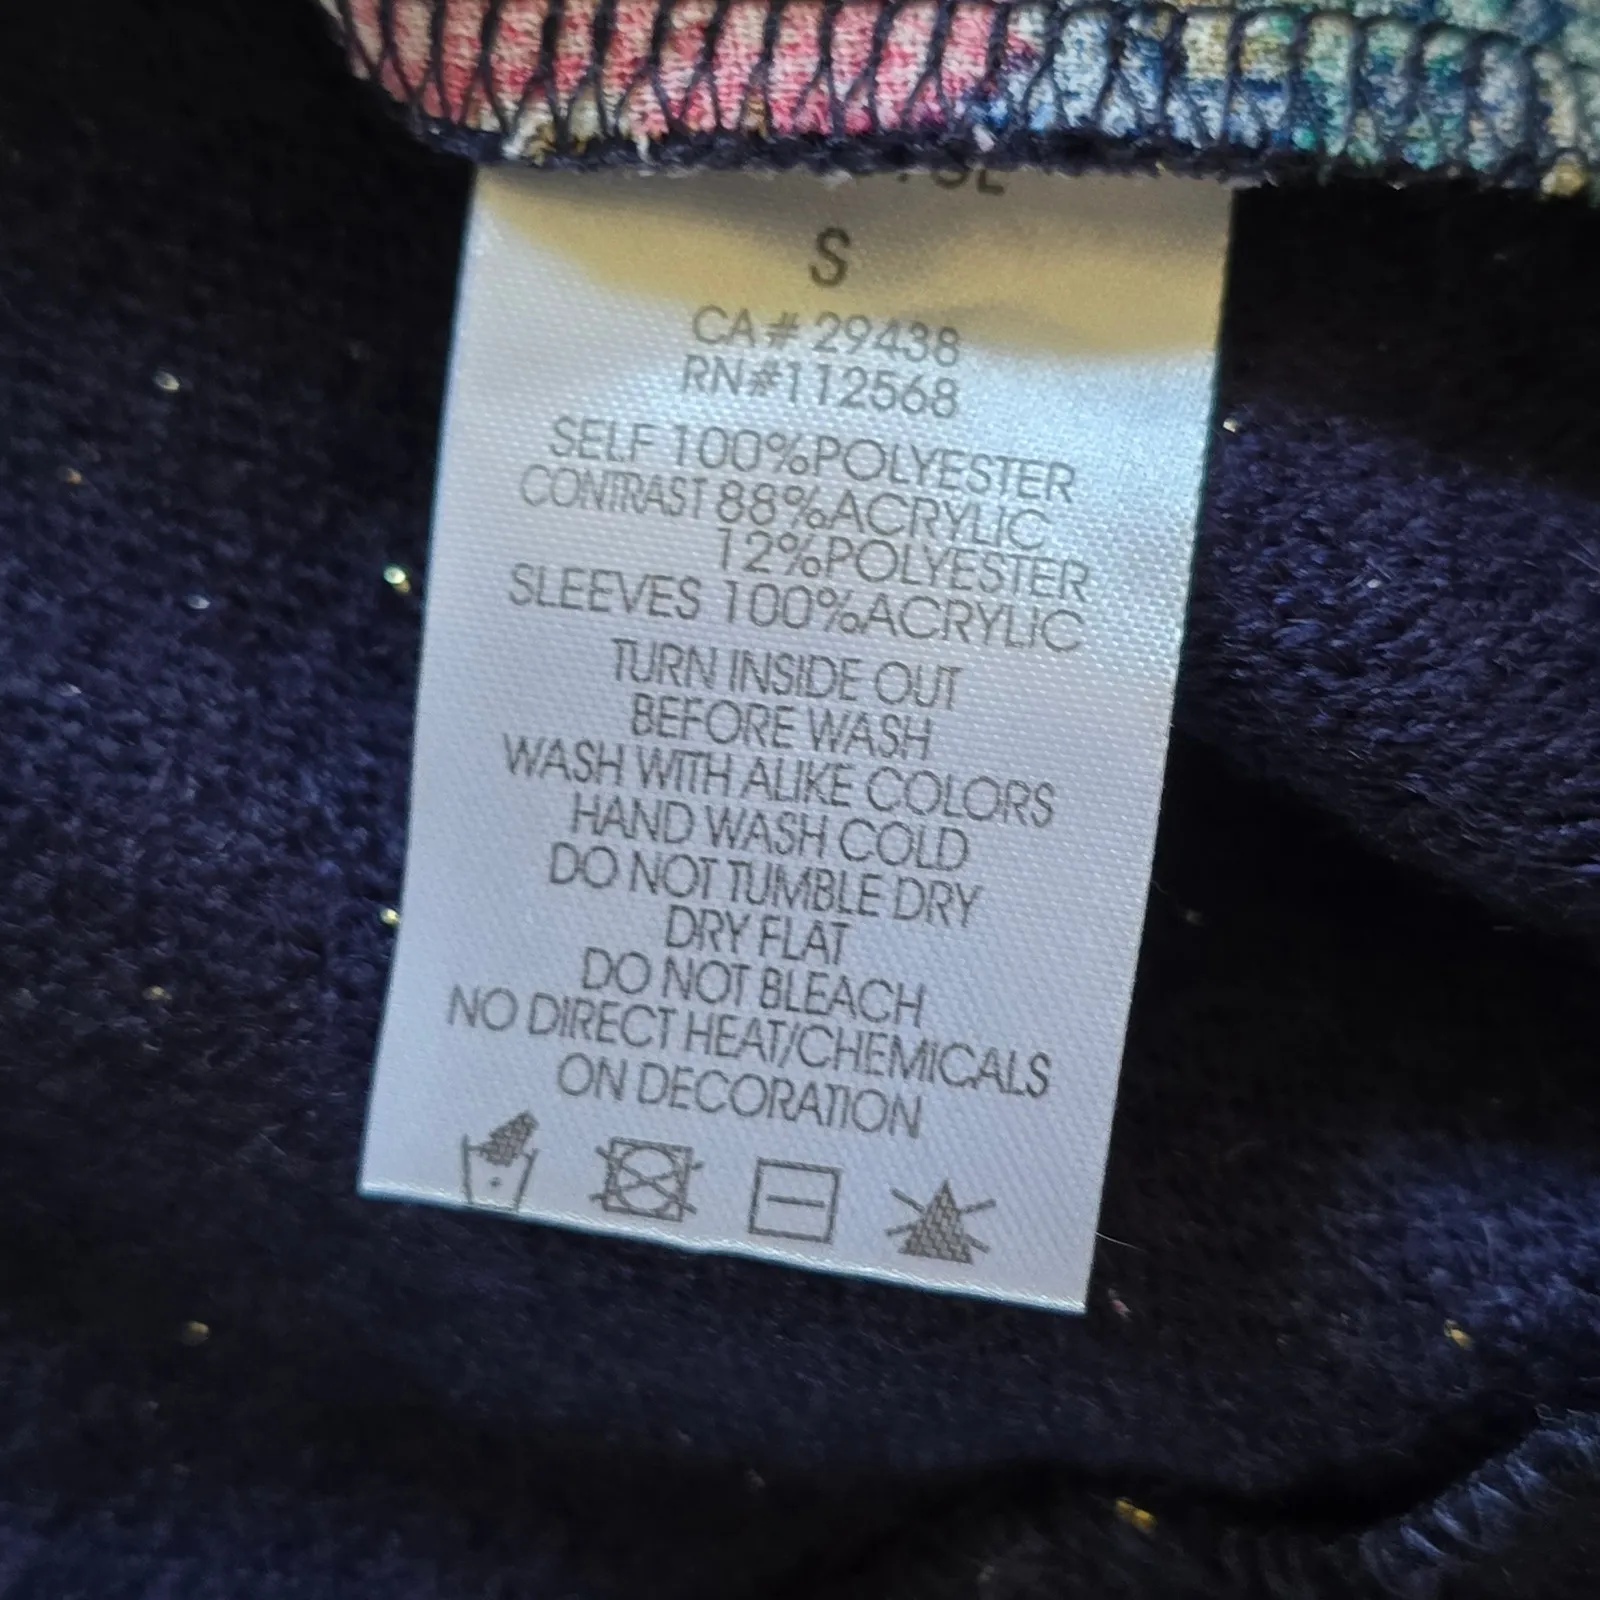 S
CA# 29438
RN#112568
SELF 100%POLYESTER
CONTRAST 88%ACRYLIC
12%POLYESTER
SLEEVES 100%ACRYLIC
TURN INSIDE OUT
BEFORE WASH
WASH WITH ALIKE COLORS
HAND WASH COLD
DO NOT TUMBLE DRY
DRY FLAT
DO NOT BLEACH
NO DIRECT HEAT/CHEMICALS
ON DECORATION